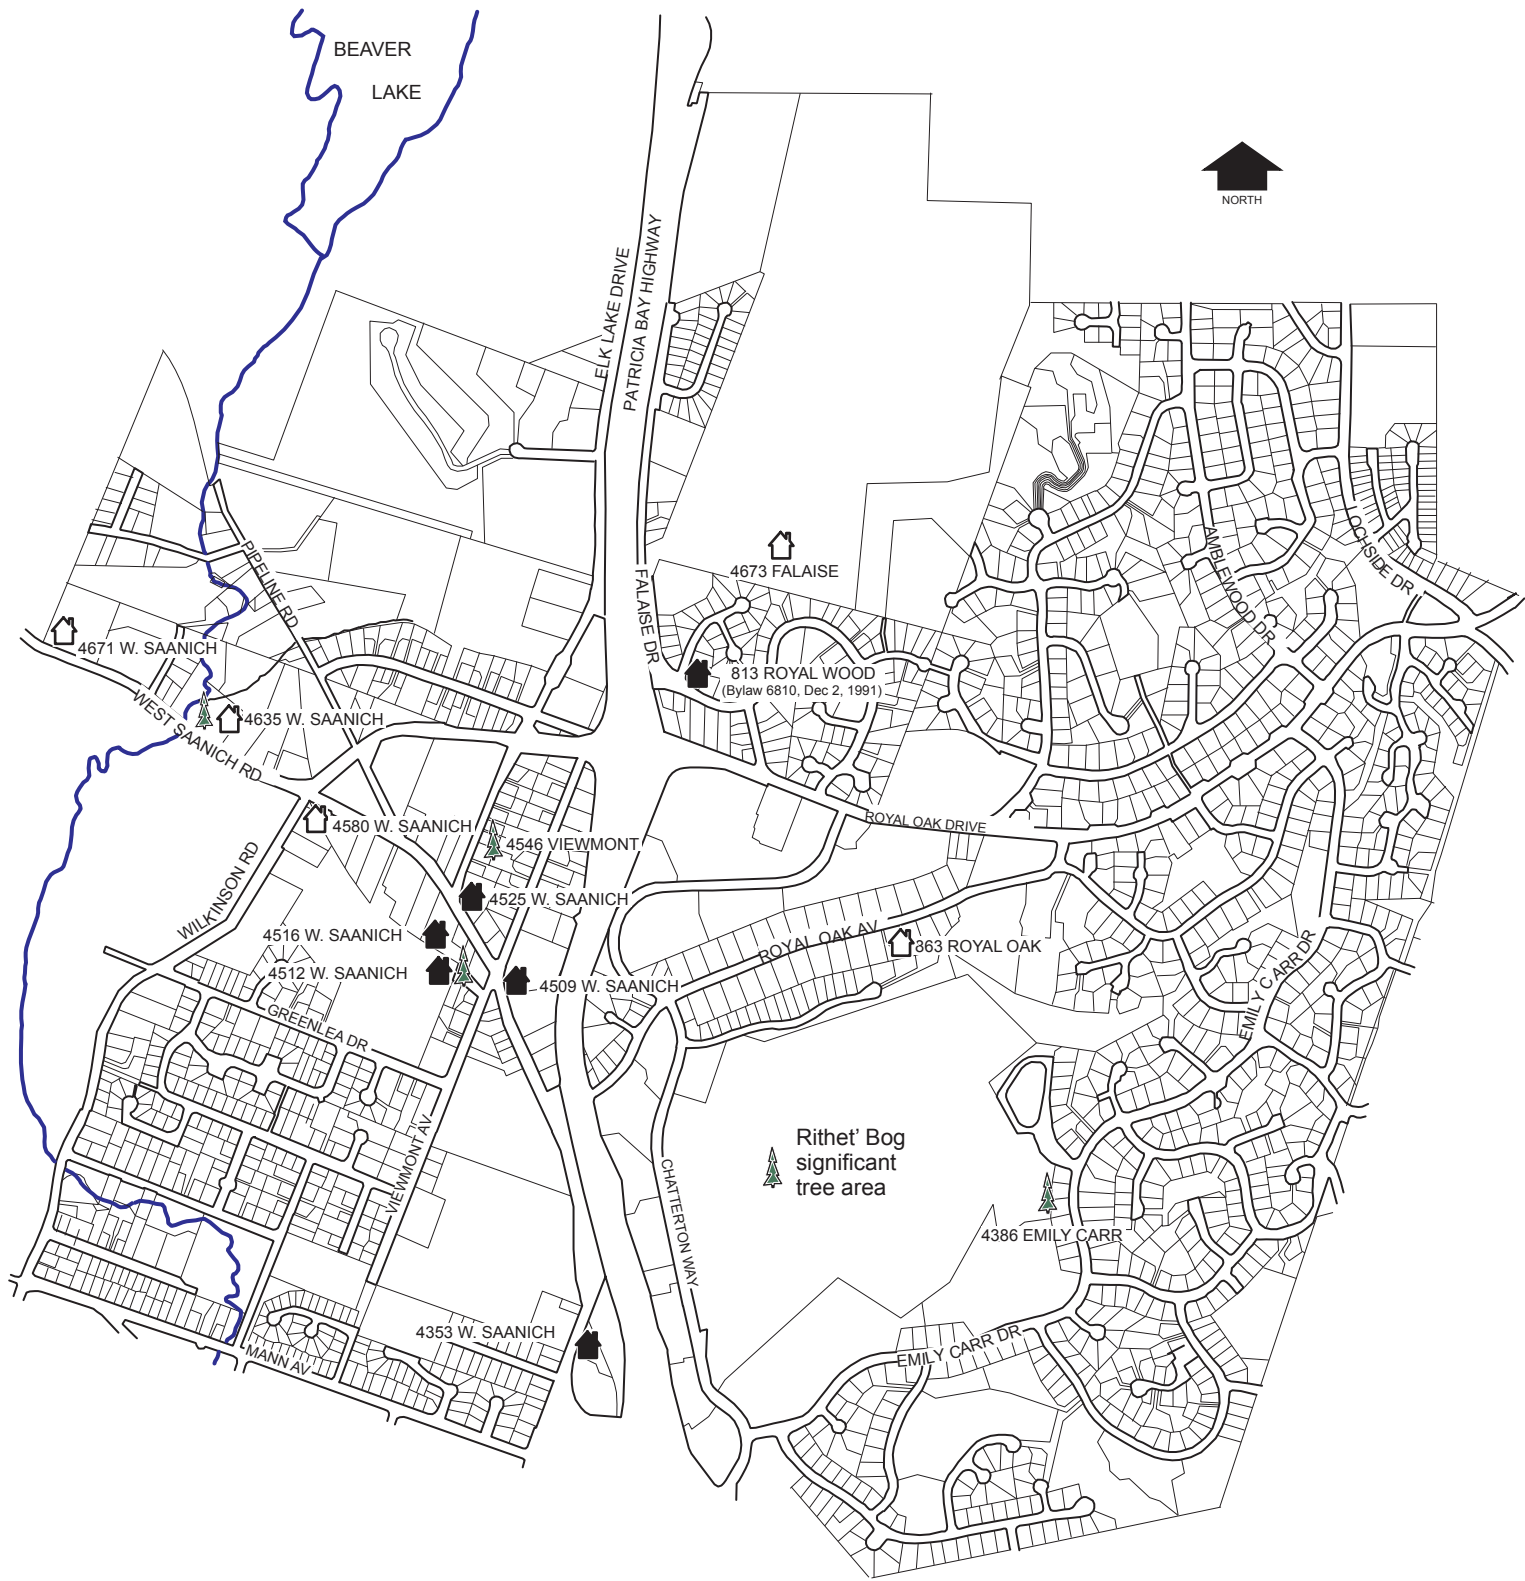 BEAVER
LAKE
NORTH
ELK LAKE DRIVE
PATRICIA BAY HIGHWAY
PIPELINE RD
4673 FALAISE
FALAISE DR
AMBLEWOOD DR
LOCHSIDE DR
4671 W. SAANICH
813 ROYAL WOOD
(Bylaw 6810, Dec 2, 1991)
4635 W. SAANICH
WEST SAANICH RD
4580 W. SAANICH
ROYAL OAK DRIVE
4546 VIEWMONT
WILKINSON RD
4525 W. SAANICH
4516 W. SAANICH
ROYAL OAK AV
363 ROYAL OAK
4512 W. SAANICH
4509 W. SAANICH
EMILY CARR DR
GREENLEA DR
VIEWMONT AV
Rithet' Bog
significant
tree area
CHATTERTON WAY
4386 EMILY CARR
4353 W. SAANICH
EMILY CARR DR
MANN AV